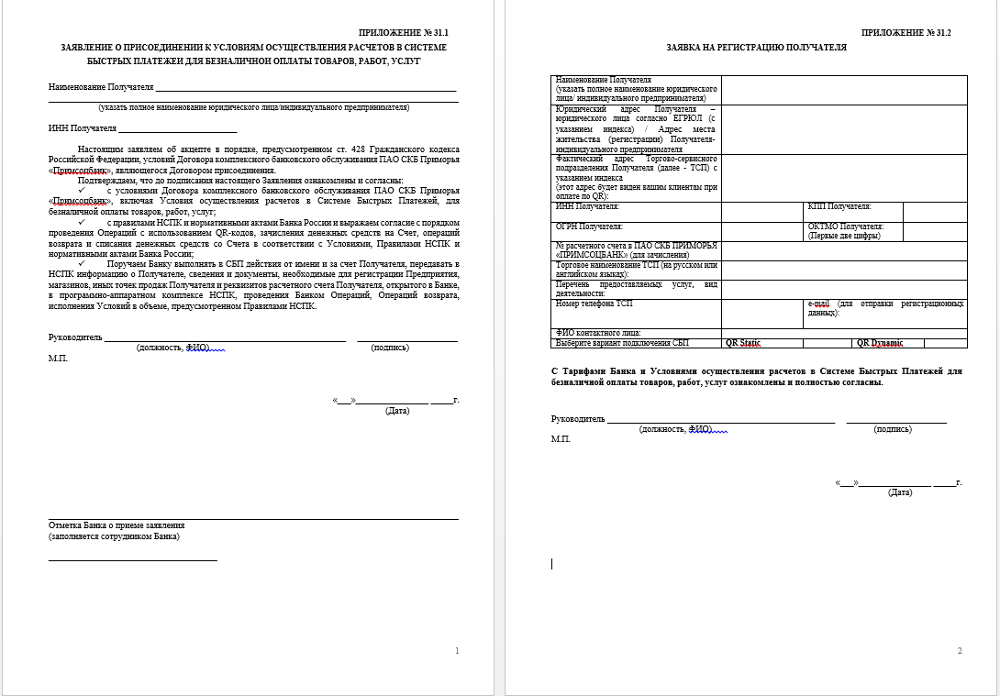 ПРИЛОЖЕНИЕ № 31.1
ЗАЯВЛЕНИЕ О ПРИСОЕДИНЕНИИ К УСЛОВИЯМ ОСУЩЕСТВЛЕНИЯ РАСЧЕТОВ В СИСТЕМЕ
БЫСТРЫХ ПЛАТЕЖЕЙ ДЛЯ БЕЗНАЛИЧНОЙ ОПЛАТЫ ТОВАРОВ, РАБОТ, УСЛУГ
Наименование Получателя
(указать полное наименование юридического лица/индивидуального предпринимателя)
ИНН Получателя
Настоящим заявляем об акцепте в порядке, предусмотренном ст. 428 Гражданского кодекса
Российской Федерации, условий Договора комплексного банковского обслуживания ПАО СКБ Приморья
«Примсоцбанк», являющегося Договором присоединения.
Подтверждаем, что до подписания настоящего Заявления ознакомлены и согласны:
✓ с условиями Договора комплексного банковского обслуживания ПАО СКБ Приморья
«Примсоцбанк», включая Условия осуществления расчетов в Системе Быстрых Платежей, для
безналичной оплаты товаров, работ, услуг;
✓ с правилами НСПК и нормативными актами Банка России и выражаем согласие с порядком
проведения Операций с использованием QR-кодов, зачисления денежных средств на Счет, операций
возврата и списания денежных средств со Счета в соответствии с Условиями, Правилами НСПК и
нормативными актами Банка России;
✓ Поручаем Банку выполнять в СБП действия от имени и за счет Получателя, передавать в
НСПК информацию о Получателе, сведения и документы, необходимые для регистрации Предприятия,
магазинов, иных точек продаж Получателя и реквизитов расчетного счета Получателя, открытого в Банке,
в программно-аппаратном комплексе НСПК, проведения Банком Операций, Операций возврата,
исполнения Условий в объеме, предусмотренном Правилами НСПК.
Руководитель
(должность, ФИО) (подпись)
М.П.
«___»________________ _____г.
(Дата)
Отметка Банка о приеме заявления
(заполняется сотрудником Банка)
1
ПРИЛОЖЕНИЕ № 31.2
ЗАЯВКА НА РЕГИСТРАЦИЮ ПОЛУЧАТЕЛЯ
Наименование Получателя
(указать полное наименование юридического
лица/ индивидуального предпринимателя)
Юридический адрес Получателя –
юридического лица согласно ЕГРЮЛ (с
указанием индекса) / Адрес места
жительства (регистрации) Получателя-
индивидуального предпринимателя
Фактический адрес Торгово-сервисного
подразделения Получателя (далее - ТСП) с
указанием индекса
(этот адрес будет виден вашим клиентам при
оплате по QR):
ИНН Получателя: КПП Получателя:
ОГРН Получателя: ОКТМО Получателя:
(Первые две цифры)
№ расчетного счета в ПАО СКБ ПРИМОРЬЯ
«ПРИМСОЦБАНК» (для зачисления)
Торговое наименование ТСП (на русском или
английском языках):
Перечень предоставляемых услуг, вид
деятельности:
Номер телефона ТСП e-mail (для отправки регистрационных
данных):
ФИО контактного лица:
Выберите вариант подключения СБП QR Static QR Dynamic
С Тарифами Банка и Условиями осуществления расчетов в Системе Быстрых Платежей для
безналичной оплаты товаров, работ, услуг ознакомлены и полностью согласны.
Руководитель
(должность, ФИО) (подпись)
М.П.
«___»________________ _____г.
(Дата)
2